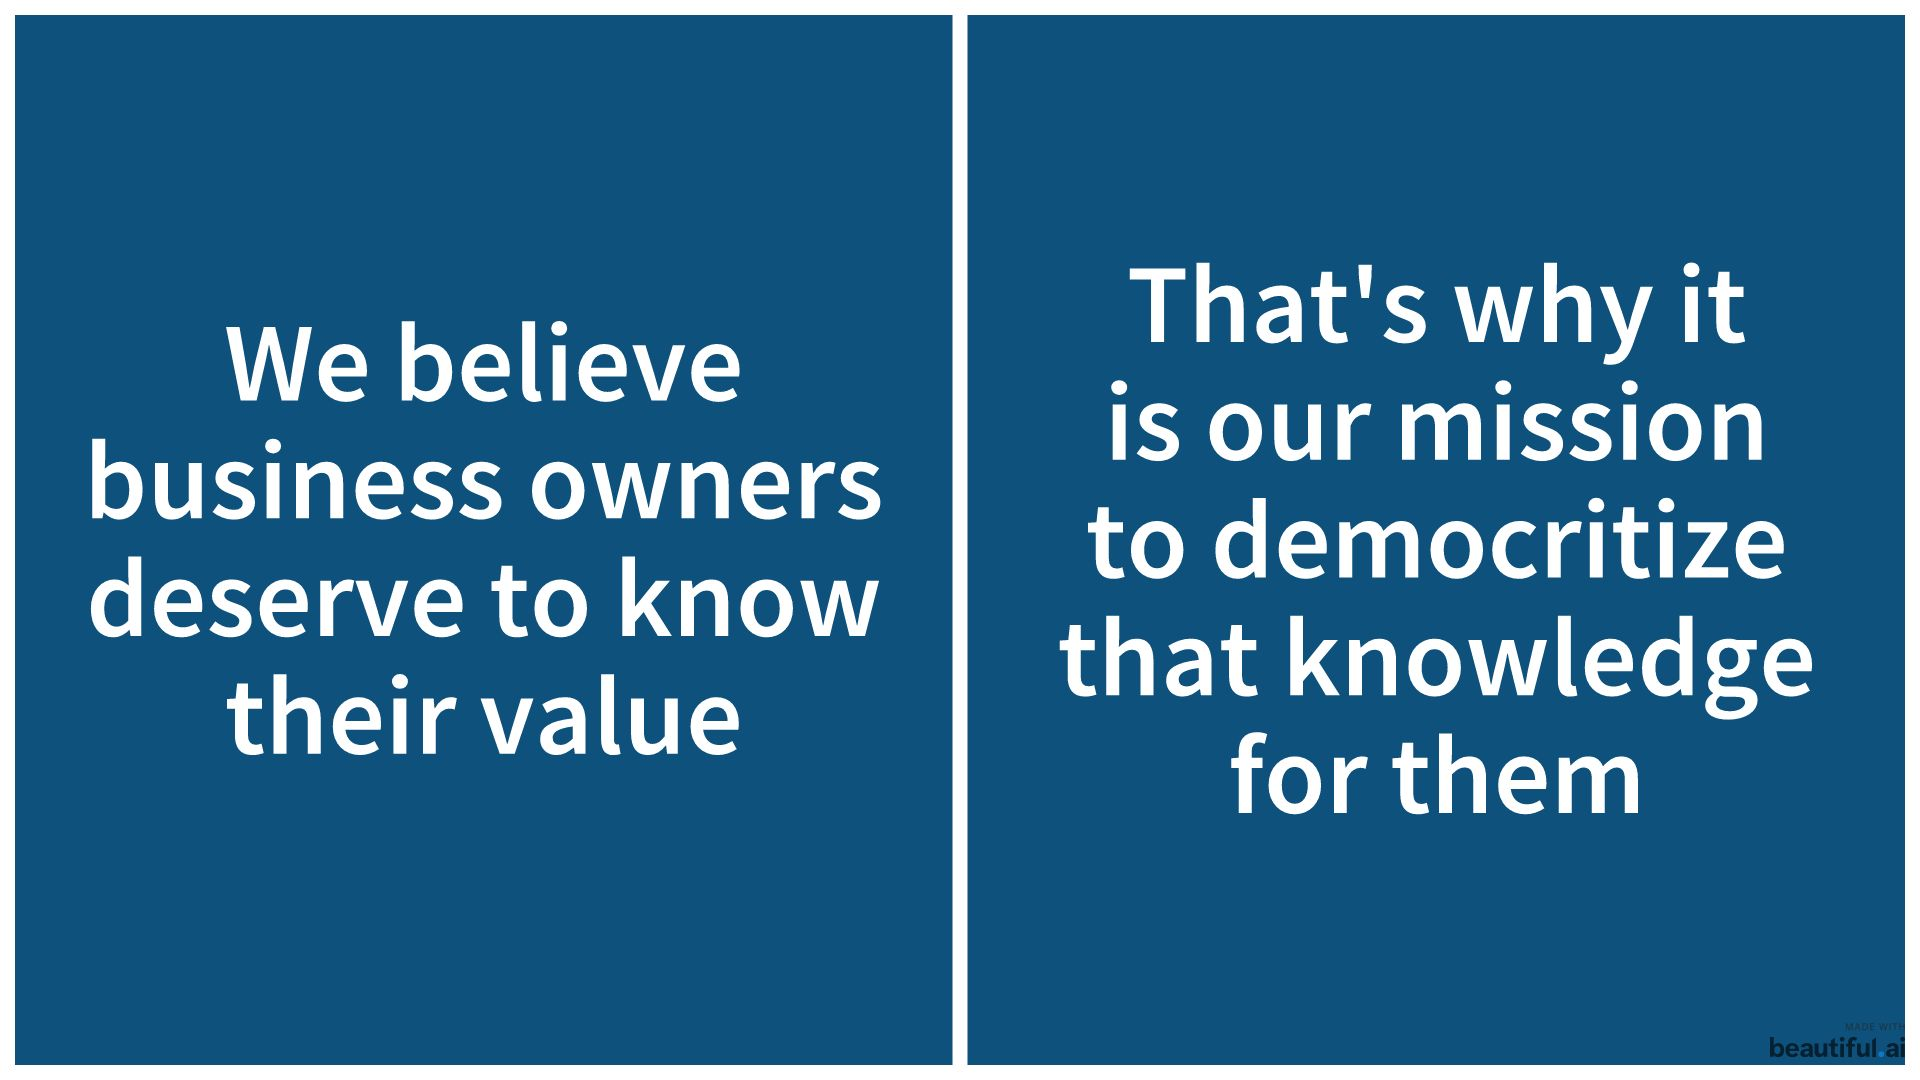 We believe
business owners
deserve to know
their value
That's why it
is our mission
to democritize
that knowledge
for them
MADE WITH
beautiful.ai